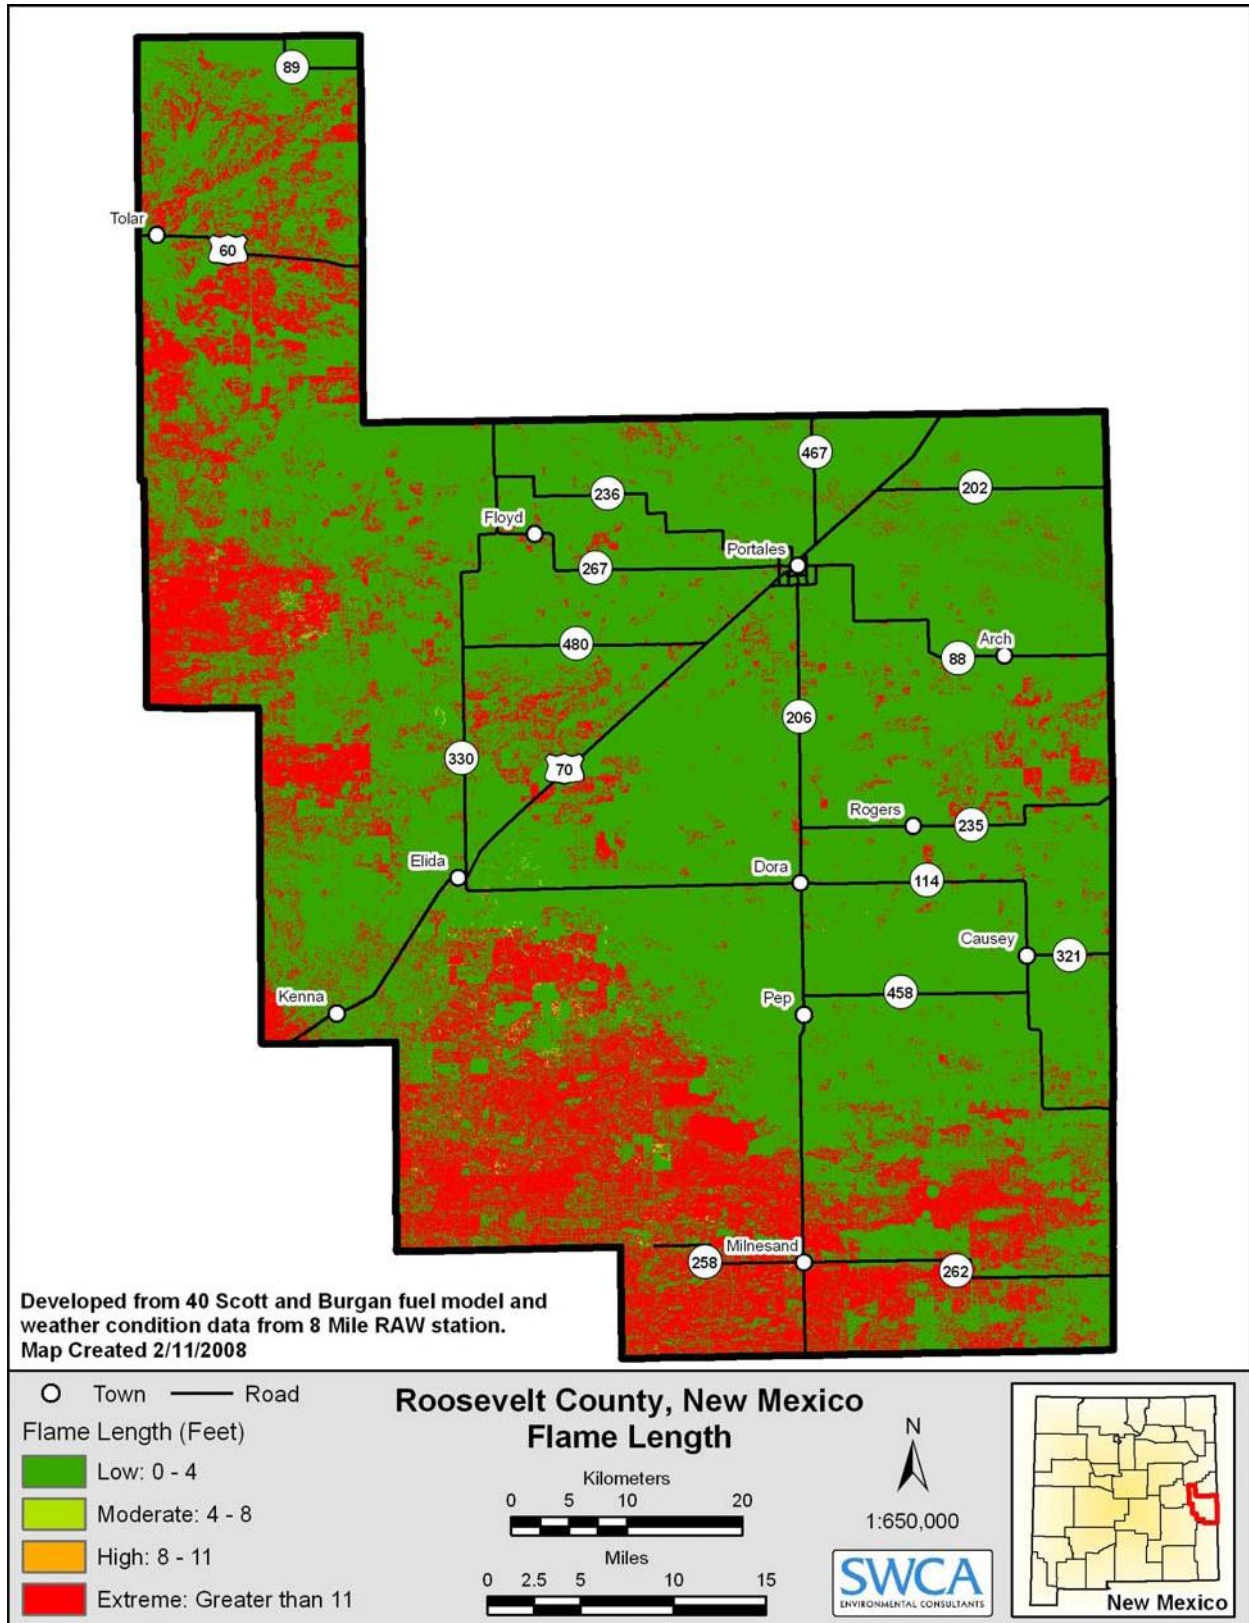 89
Tolar
60
467
236
202
Floyd
Portales
267
480
Arch
88
206
330
70
Rogers
235
Elida
Dora
114
Causey
321
Kenna
Pep
458
Milnesand
258
262
Developed from 40 Scott and Burgan fuel model and
weather condition data from 8 Mile RAW station.
Map Created 2/11/2008
Town
Road
Flame Length (Feet)
Low: 0 - 4
Moderate: 4 - 8
High: 8 - 11
Extreme: Greater than 11
Roosevelt County, New Mexico
Flame Length
Kilometers
0 5 10 20
Miles
0 2.5 5 10 15
N
1:650,000
SWCA
ENVIRONMENTAL CONSULTANTS
New Mexico